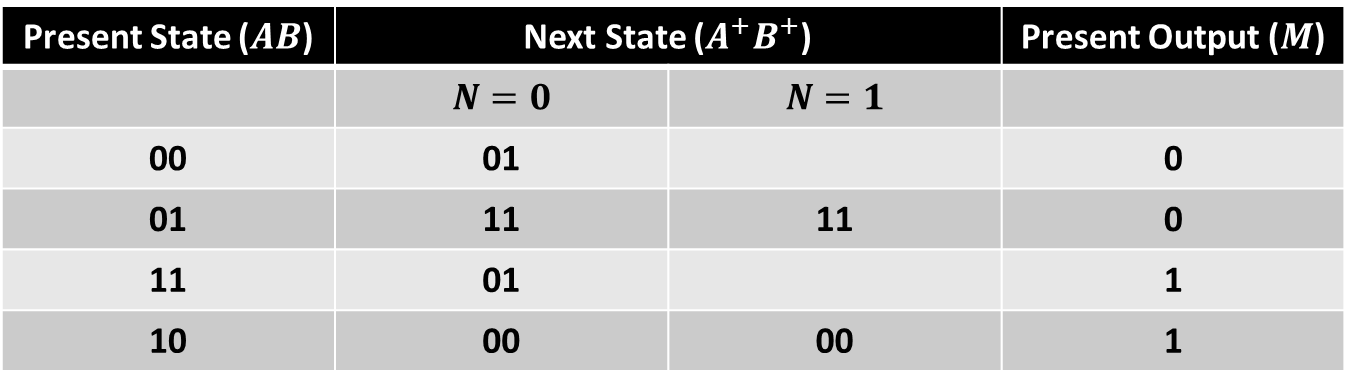 Present State (AB) Next State (A⁺B⁺) Present Output (M)
N = 0 N = 1
00 01 0
01 11 11 0
11 01 1
10 00 00 1